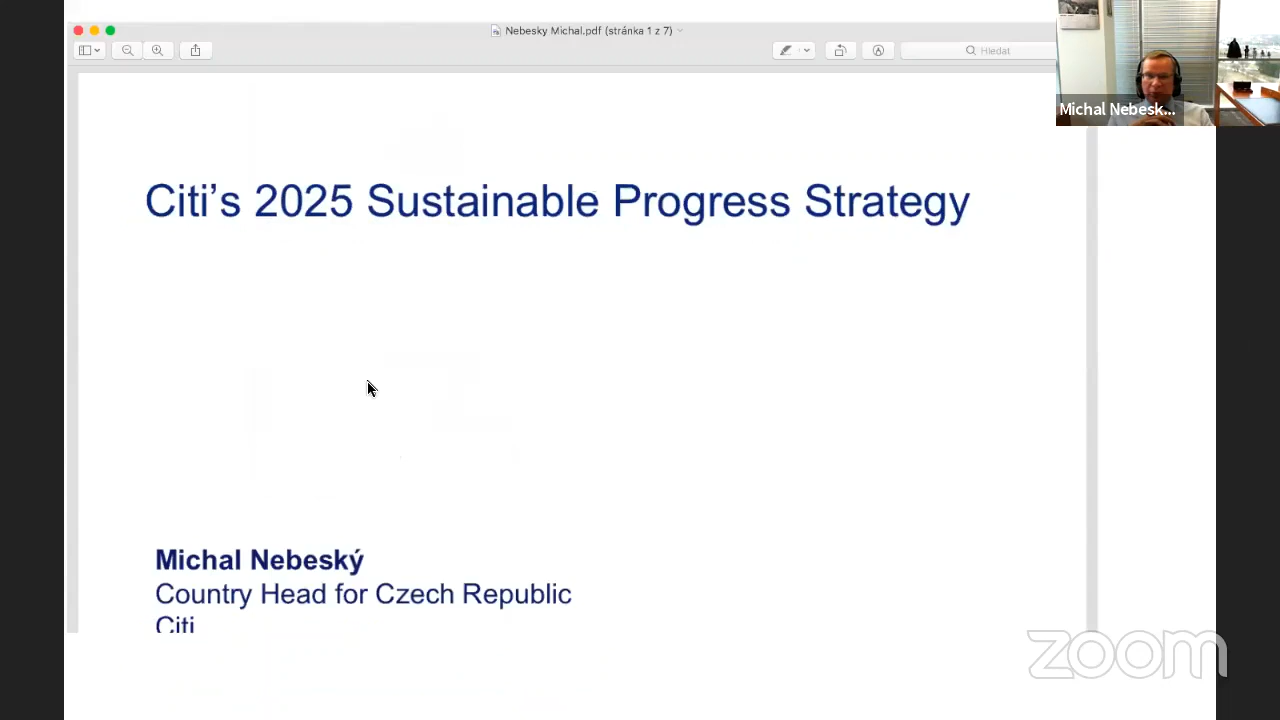 Nebesky Michal.pdf (stránka 1 z 7)
Hledat
Michal Nebesk...
Citi’s 2025 Sustainable Progress Strategy
Michal Nebeský
Country Head for Czech Republic
Citi
zoom